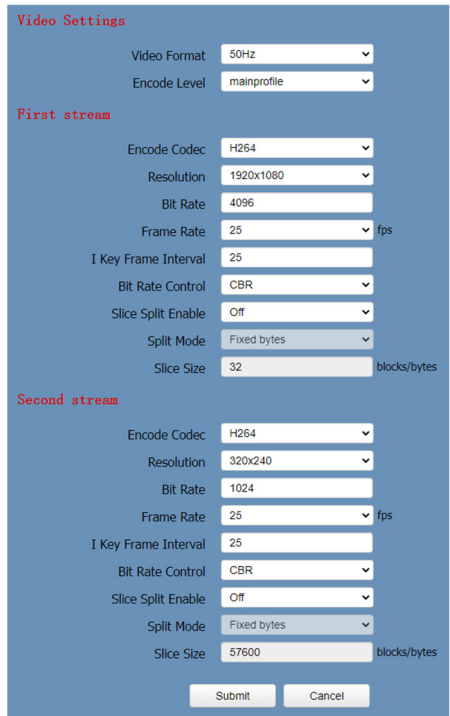 Video Settings
Video Format 50Hz
Encode Level mainprofile
First stream
Encode Codec H264
Resolution 1920x1080
Bit Rate 4096
Frame Rate 25 fps
I Key Frame Interval 25
Bit Rate Control CBR
Slice Split Enable Off
Split Mode Fixed bytes
Slice Size 32 blocks/bytes
Second stream
Encode Codec H264
Resolution 320x240
Bit Rate 1024
Frame Rate 25 fps
I Key Frame Interval 25
Bit Rate Control CBR
Slice Split Enable Off
Split Mode Fixed bytes
Slice Size 57600 blocks/bytes
Submit Cancel